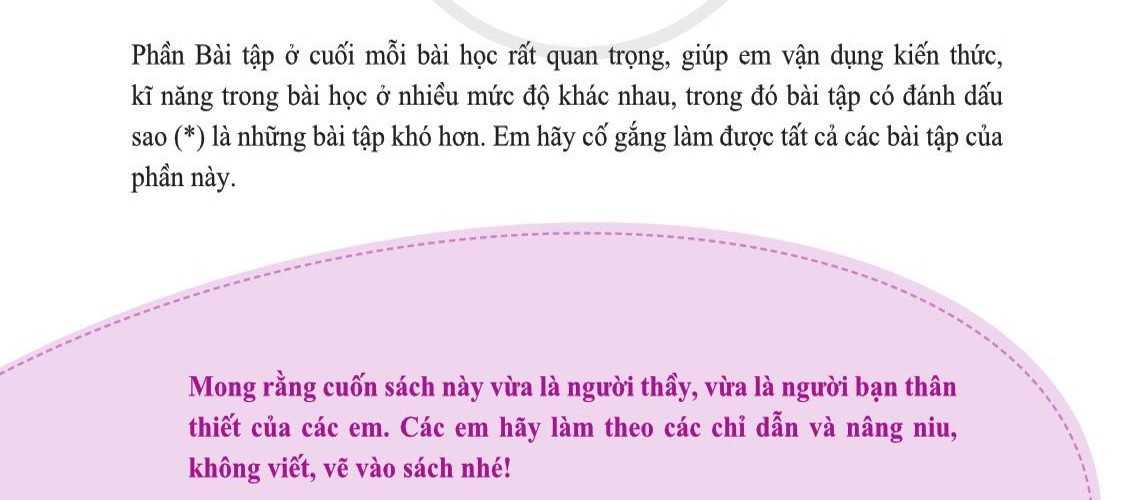 Phần Bài tập ở cuối mỗi bài học rất quan trọng, giúp em vận dụng kiến thức,
kĩ năng trong bài học ở nhiều mức độ khác nhau, trong đó bài tập có đánh dấu
sao (*) là những bài tập khó hơn. Em hãy cố gắng làm được tất cả các bài tập của
phần này.
Mong rằng cuốn sách này vừa là người thầy, vừa là người bạn thân
thiết của các em. Các em hãy làm theo các chỉ dẫn và nâng niu,
không viết, vẽ vào sách nhé!